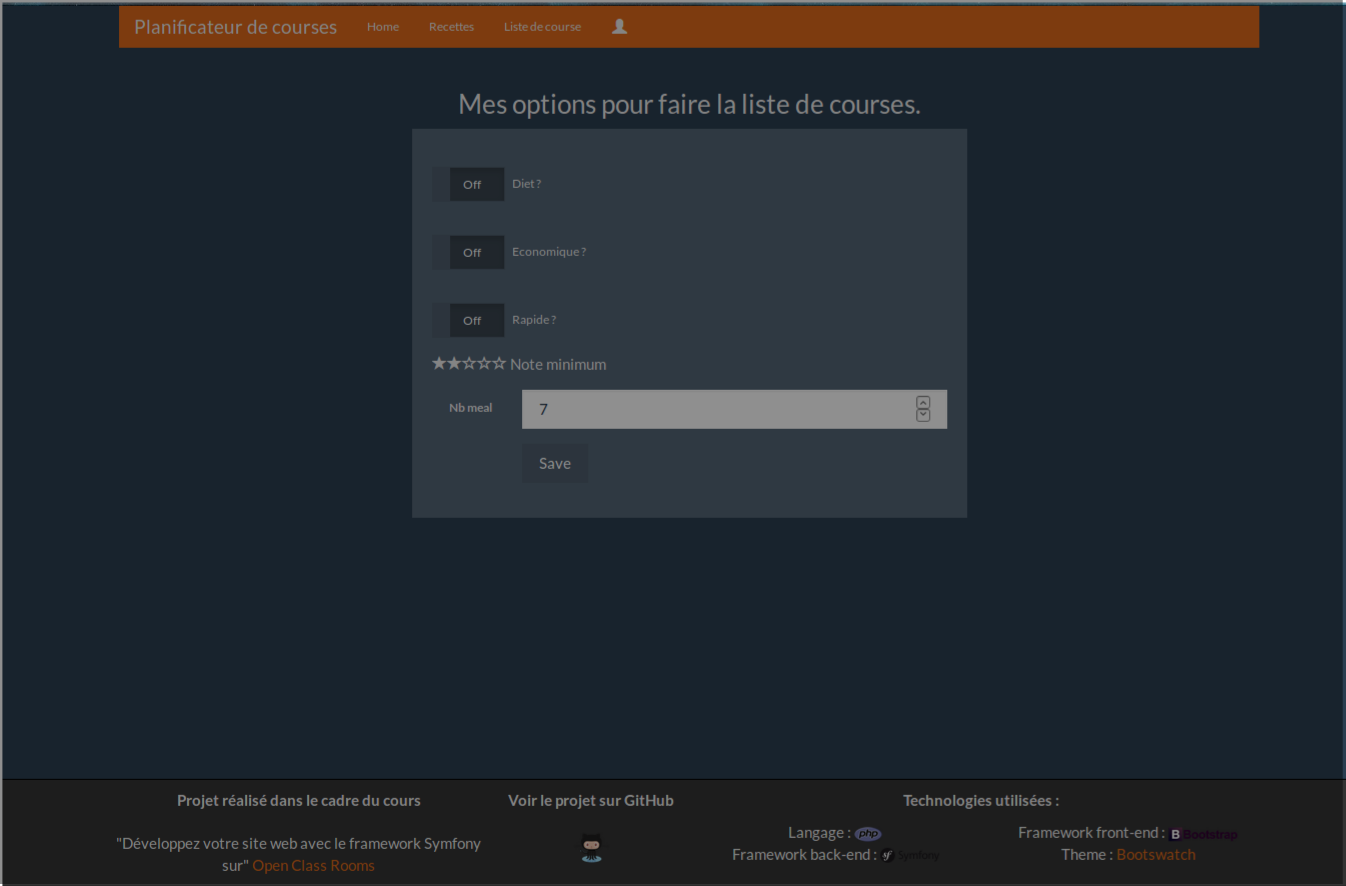 Planificateur de courses Home Recettes Liste de course
Mes options pour faire la liste de courses.
Off Diet ?
Off Economique ?
Off Rapide ?
Note minimum
Nb meal 7
Save
Projet réalisé dans le cadre du cours
"Développez votre site web avec le framework Symfony
sur" Open Class Rooms
Voir le projet sur GitHub
Technologies utilisées :
Langage : php
Framework back-end : sf Symfony
Framework front-end : B Bootstrap
Theme : Bootswatch